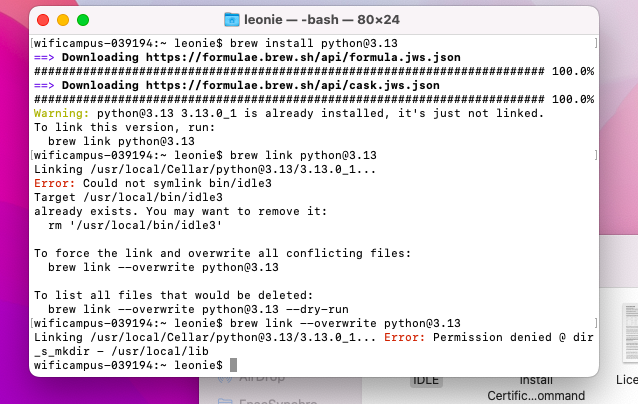 leonie — -bash — 80×24
[wificampus-039194:~ leonie$ brew install python@3.13 ]
==> Downloading https://formulae.brew.sh/api/formula.jws.json
######################################################################### 100.0%
==> Downloading https://formulae.brew.sh/api/cask.jws.json
######################################################################### 100.0%
Warning: python@3.13 3.13.0_1 is already installed, it's just not linked.
To link this version, run:
  brew link python@3.13
[wificampus-039194:~ leonie$ brew link python@3.13 ]
Linking /usr/local/Cellar/python@3.13/3.13.0_1...
Error: Could not symlink bin/idle3
Target /usr/local/bin/idle3
already exists. You may want to remove it:
  rm '/usr/local/bin/idle3'

To force the link and overwrite all conflicting files:
  brew link --overwrite python@3.13

To list all files that would be deleted:
  brew link --overwrite python@3.13 --dry-run
[wificampus-039194:~ leonie$ brew link --overwrite python@3.13 ]
Linking /usr/local/Cellar/python@3.13/3.13.0_1... Error: Permission denied @ dir
_s_mkdir - /usr/local/lib
wificampus-039194:~ leonie$
AirDrop
IDLE
Install
Certific...ommand
Lice